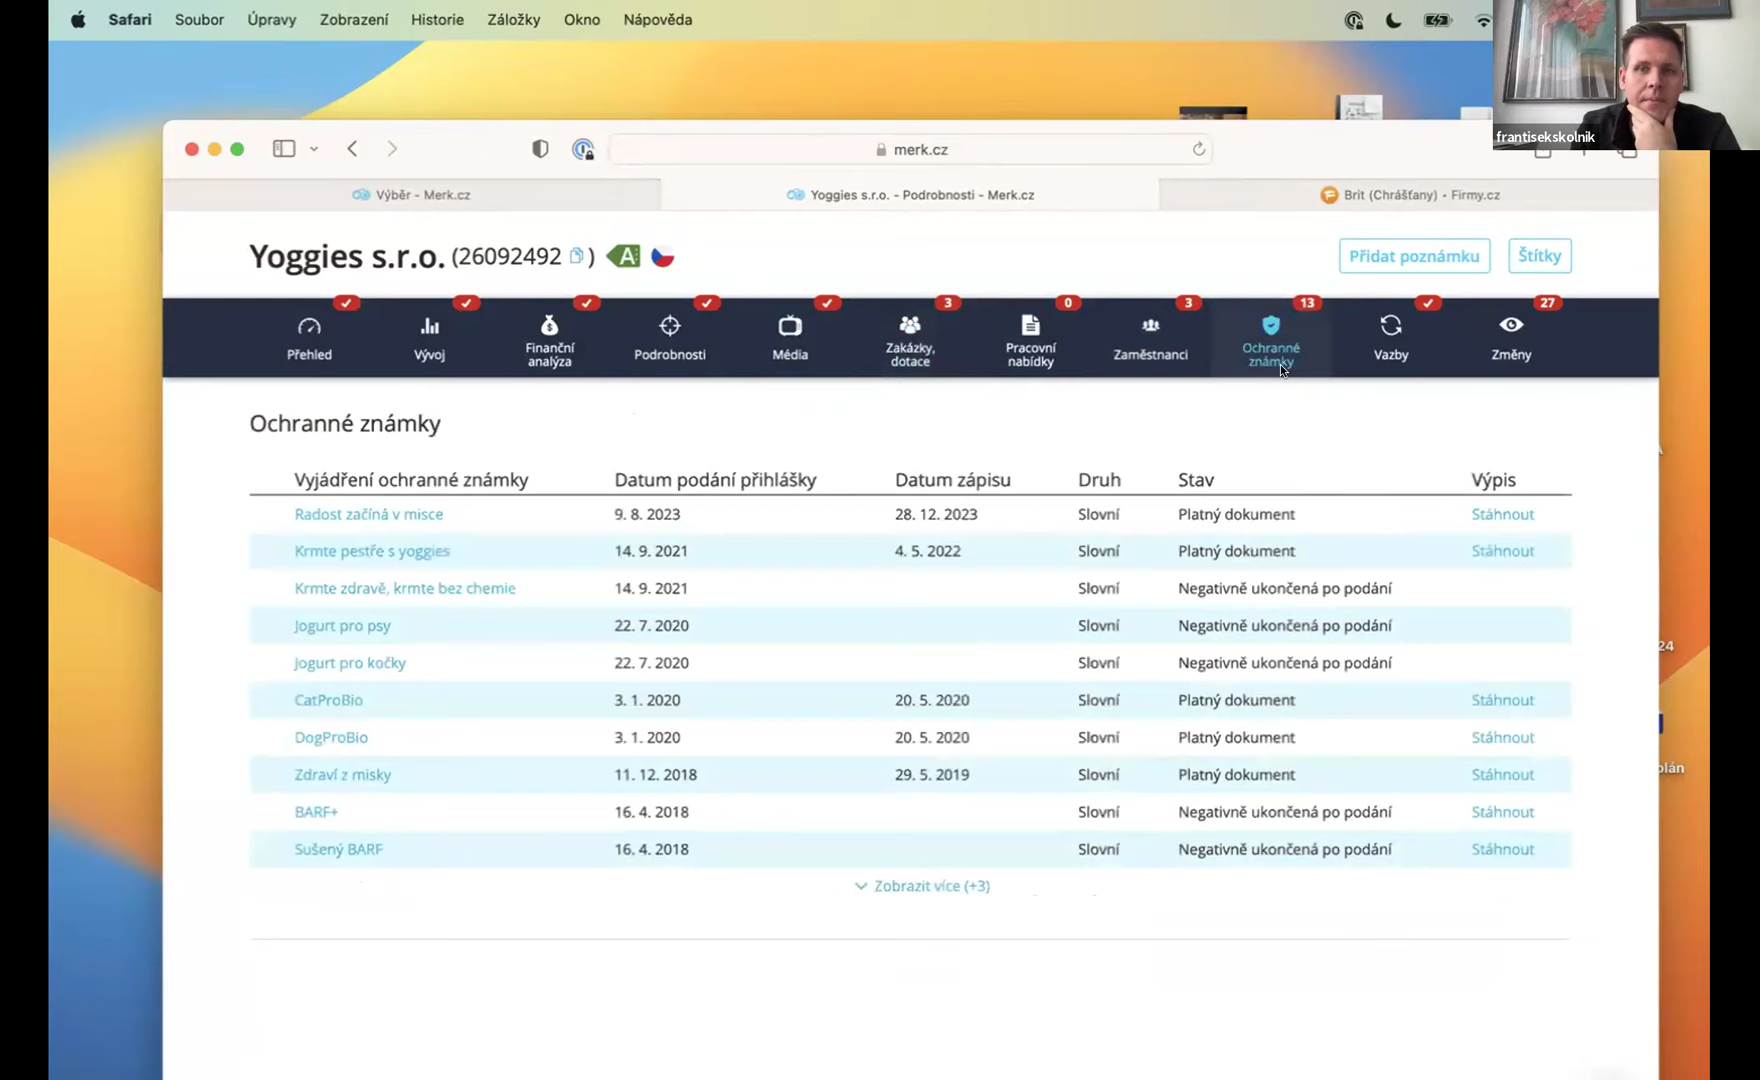 Safari Soubor Úpravy Zobrazení Historie Záložky Okno Nápověda
frantisekskolnik
merk.cz
Výběr - Merk.cz
Yoggies s.r.o. - Podrobnosti - Merk.cz
Brit (Chrášťany) • Firmy.cz
Yoggies s.r.o. (26092492 ) A
Přidat poznámku
Štítky
3 0 3 13 27
Přehled
Vývoj
Finanční
analýza
Podrobnosti
Média
Zakázky,
dotace
Pracovní
nabídky
Zaměstnanci
Ochranné
známky
Vazby
Změny
Ochranné známky
Vyjádření ochranné známky Datum podání přihlášky Datum zápisu Druh Stav Výpis
Radost začíná v misce 9. 8. 2023 28. 12. 2023 Slovní Platný dokument Stáhnout
Krmte pestře s yoggies 14. 9. 2021 4. 5. 2022 Slovní Platný dokument Stáhnout
Krmte zdravě, krmte bez chemie 14. 9. 2021 Slovní Negativně ukončená po podání
Jogurt pro psy 22. 7. 2020 Slovní Negativně ukončená po podání
Jogurt pro kočky 22. 7. 2020 Slovní Negativně ukončená po podání
CatProBio 3. 1. 2020 20. 5. 2020 Slovní Platný dokument Stáhnout
DogProBio 3. 1. 2020 20. 5. 2020 Slovní Platný dokument Stáhnout
Zdraví z misky 11. 12. 2018 29. 5. 2019 Slovní Platný dokument Stáhnout
BARF+ 16. 4. 2018 Slovní Negativně ukončená po podání Stáhnout
Sušený BARF 16. 4. 2018 Slovní Negativně ukončená po podání Stáhnout
Zobrazit více (+3)
24